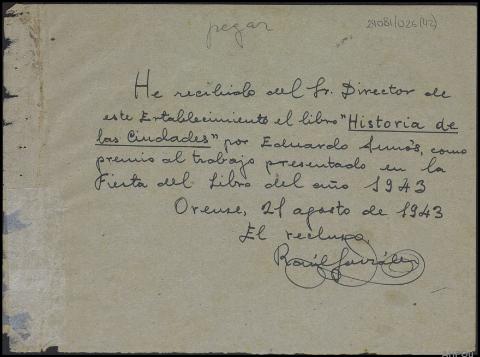 pegar
24081/026(42)
He recibido del Sr. Director de
este Establecimiento el libro "Historia de
las Ciudades" por Eduardo Aunós, como
premio al trabajo presentado en la
Fiesta del Libro del año 1943
Orense, 21 agosto de 1943
El recluso,
Raúl González